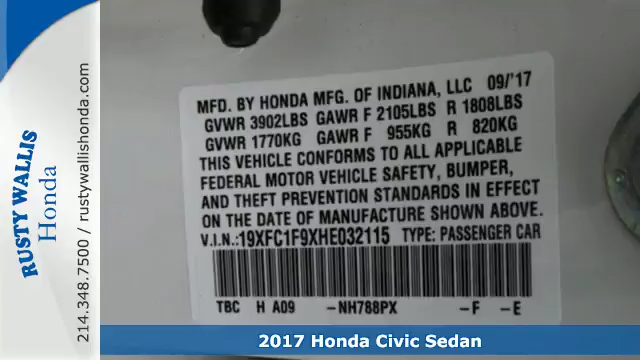 MFD. BY HONDA MFG. OF INDIANA, LLC 09/'17
GVWR 3902LBS GAWR F 2105LBS R 1808LBS
GVWR 1770KG GAWR F 955KG R 820KG
THIS VEHICLE CONFORMS TO ALL APPLICABLE
FEDERAL MOTOR VEHICLE SAFETY, BUMPER,
AND THEFT PREVENTION STANDARDS IN EFFECT
ON THE DATE OF MANUFACTURE SHOWN ABOVE.
V.I.N.:19XFC1F9XHE032115 TYPE: PASSENGER CAR
TBC H A09 -NH788PX -F -E
RUSTY WALLIS
Honda
214.348.7500 / rustywallishonda.com
2017 Honda Civic Sedan